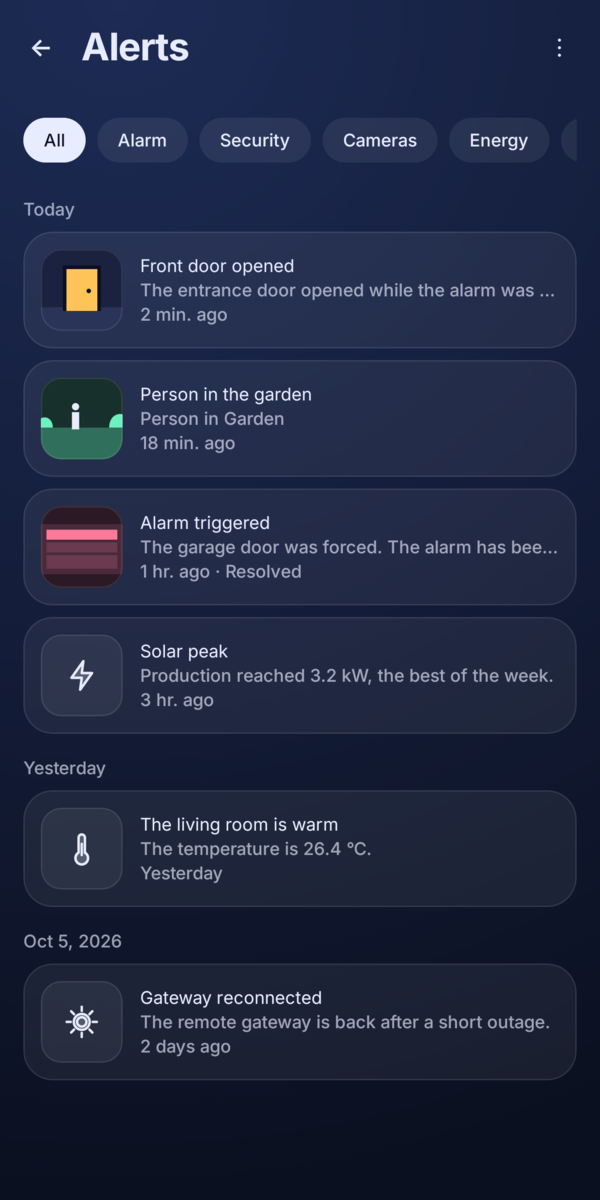 Alerts
All
Alarm
Security
Cameras
Energy
Today
Front door opened
The entrance door opened while the alarm was ...
2 min. ago
Person in the garden
Person in Garden
18 min. ago
Alarm triggered
The garage door was forced. The alarm has bee...
1 hr. ago · Resolved
Solar peak
Production reached 3.2 kW, the best of the week.
3 hr. ago
Yesterday
The living room is warm
The temperature is 26.4 °C.
Yesterday
Oct 5, 2026
Gateway reconnected
The remote gateway is back after a short outage.
2 days ago